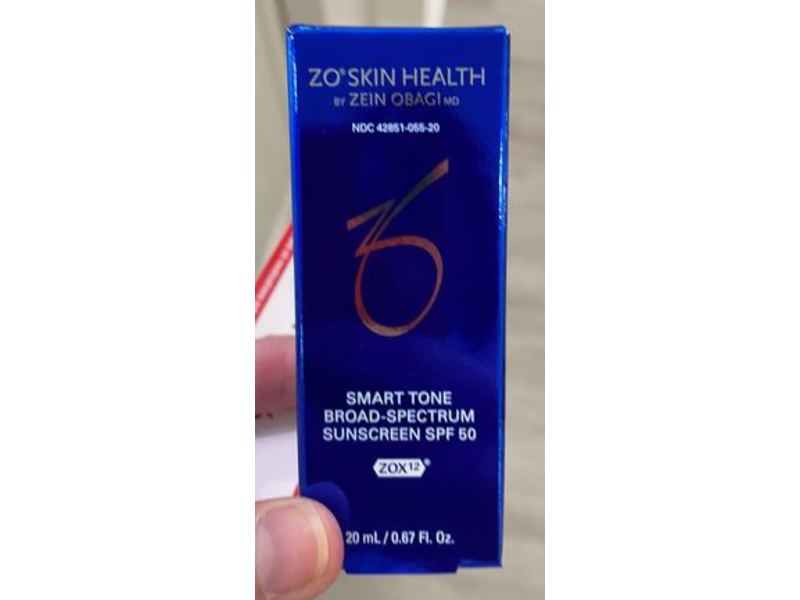 ZO® SKIN HEALTH
BY ZEIN OBAGI MD
NDC 42851-055-20
SMART TONE
BROAD-SPECTRUM
SUNSCREEN SPF 50
ZOX12®
20 mL / 0.67 Fl. Oz.